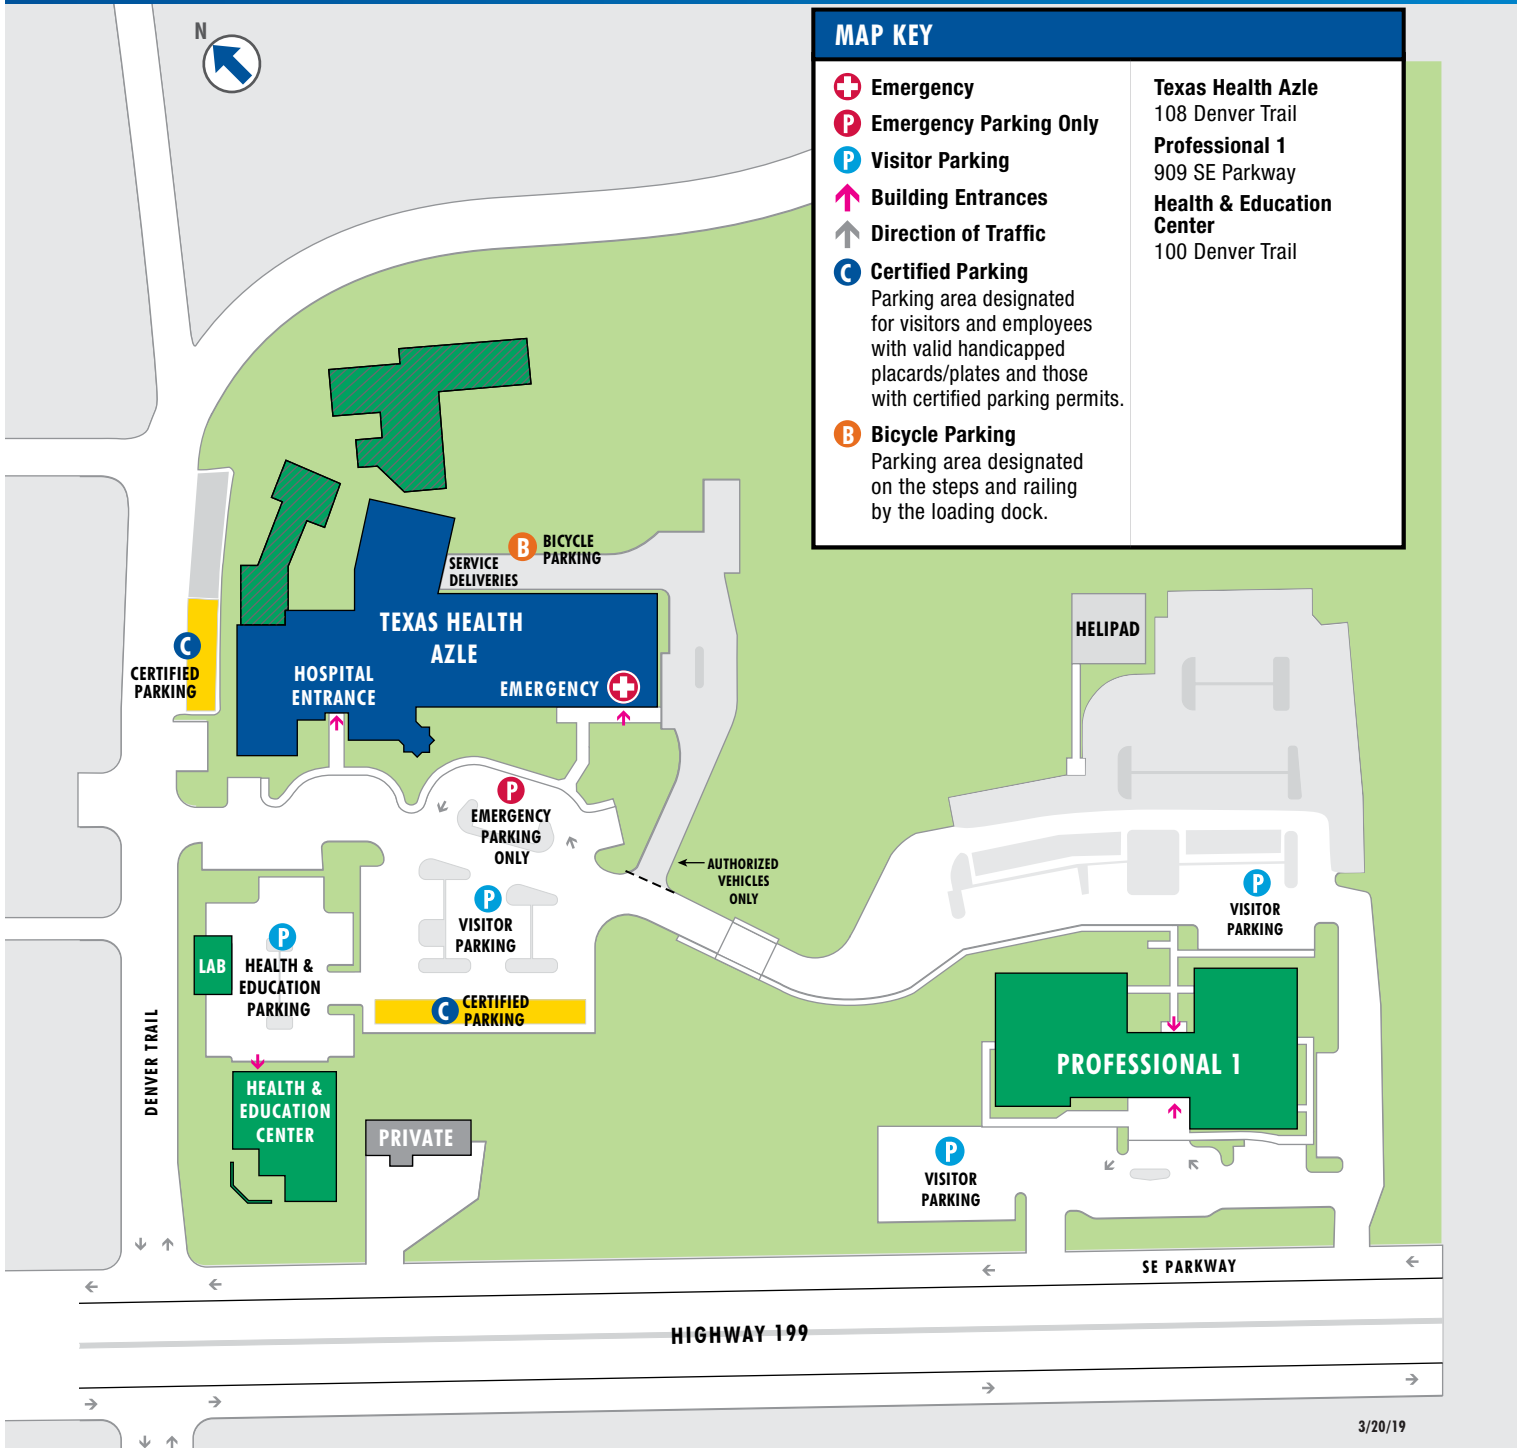 N
MAP KEY
Emergency
P Emergency Parking Only
P Visitor Parking
Building Entrances
Direction of Traffic
C Certified Parking
Parking area designated
for visitors and employees
with valid handicapped
placards/plates and those
with certified parking permits.
B Bicycle Parking
Parking area designated
on the steps and railing
by the loading dock.
Texas Health Azle
108 Denver Trail
Professional 1
909 SE Parkway
Health & Education
Center
100 Denver Trail
B BICYCLE
PARKING
SERVICE
DELIVERIES
TEXAS HEALTH
AZLE
HOSPITAL
ENTRANCE
EMERGENCY
C
CERTIFIED
PARKING
HELIPAD
P
EMERGENCY
PARKING
ONLY
AUTHORIZED
VEHICLES
ONLY
P
VISITOR
PARKING
P
VISITOR
PARKING
P
HEALTH &
EDUCATION
PARKING
LAB
C CERTIFIED
PARKING
DENVER TRAIL
HEALTH &
EDUCATION
CENTER
PRIVATE
PROFESSIONAL 1
P
VISITOR
PARKING
SE PARKWAY
HIGHWAY 199
3/20/19